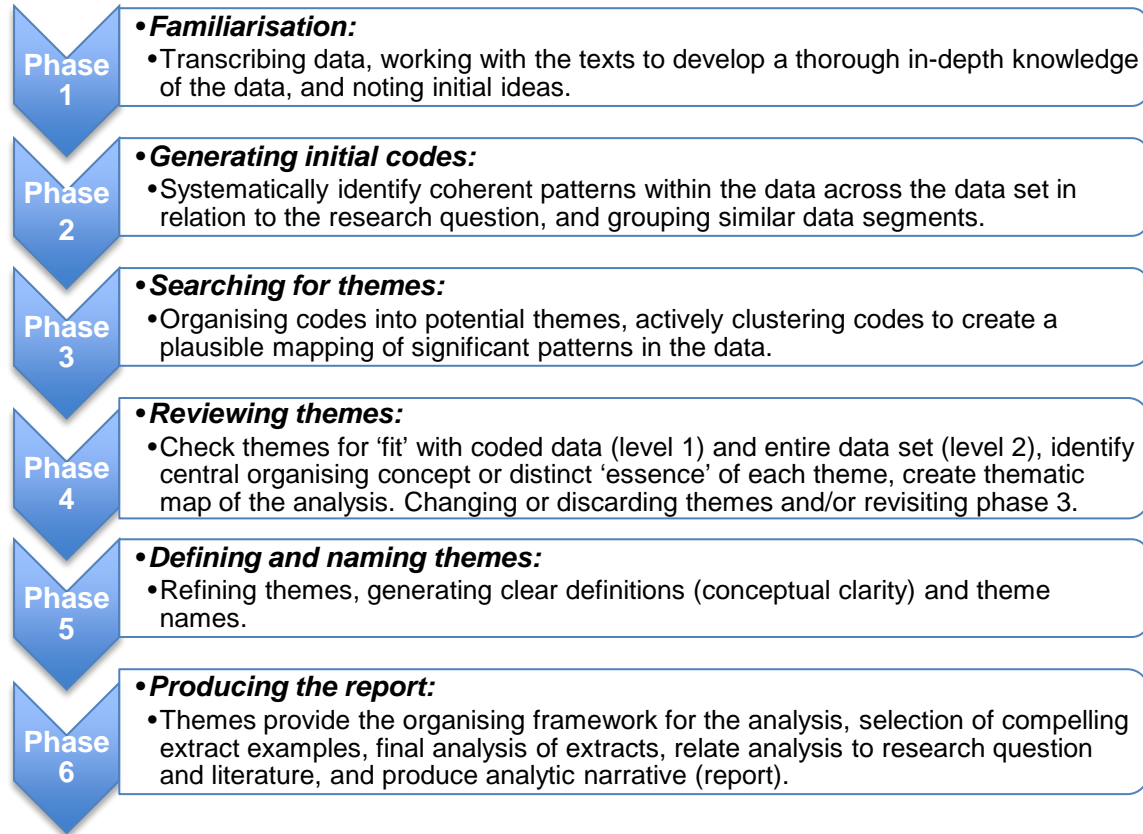 Phase
1
•Familiarisation:
•Transcribing data, working with the texts to develop a thorough in-depth knowledge
of the data, and noting initial ideas.
Phase
2
•Generating initial codes:
•Systematically identify coherent patterns within the data across the data set in
relation to the research question, and grouping similar data segments.
Phase
3
•Searching for themes:
•Organising codes into potential themes, actively clustering codes to create a
plausible mapping of significant patterns in the data.
Phase
4
•Reviewing themes:
•Check themes for ‘fit’ with coded data (level 1) and entire data set (level 2), identify
central organising concept or distinct ‘essence’ of each theme, create thematic
map of the analysis. Changing or discarding themes and/or revisiting phase 3.
Phase
5
•Defining and naming themes:
•Refining themes, generating clear definitions (conceptual clarity) and theme
names.
Phase
6
•Producing the report:
•Themes provide the organising framework for the analysis, selection of compelling
extract examples, final analysis of extracts, relate analysis to research question
and literature, and produce analytic narrative (report).